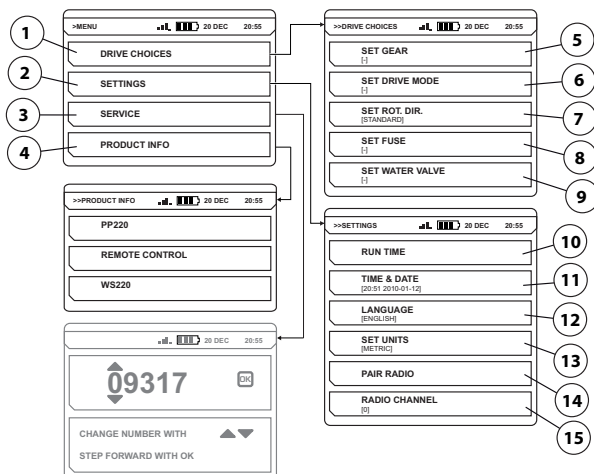 >MENU 20 DEC 20:55
1 DRIVE CHOICES
2 SETTINGS
3 SERVICE
4 PRODUCT INFO
>>PRODUCT INFO 20 DEC 20:55
PP220
REMOTE CONTROL
WS220
20 DEC 20:55
09317 OK
CHANGE NUMBER WITH
STEP FORWARD WITH OK
>>DRIVE CHOICES 20 DEC 20:55
SET GEAR 5
[-]
SET DRIVE MODE 6
[-]
SET ROT. DIR. 7
[STANDARD]
SET FUSE 8
[-]
SET WATER VALVE 9
[-]
>>SETTINGS 20 DEC 20:55
RUN TIME 10
TIME & DATE 11
[20:51 2010-01-12]
LANGUAGE 12
[ENGLISH]
SET UNITS 13
[METRIC]
PAIR RADIO 14
RADIO CHANNEL 15
[0]